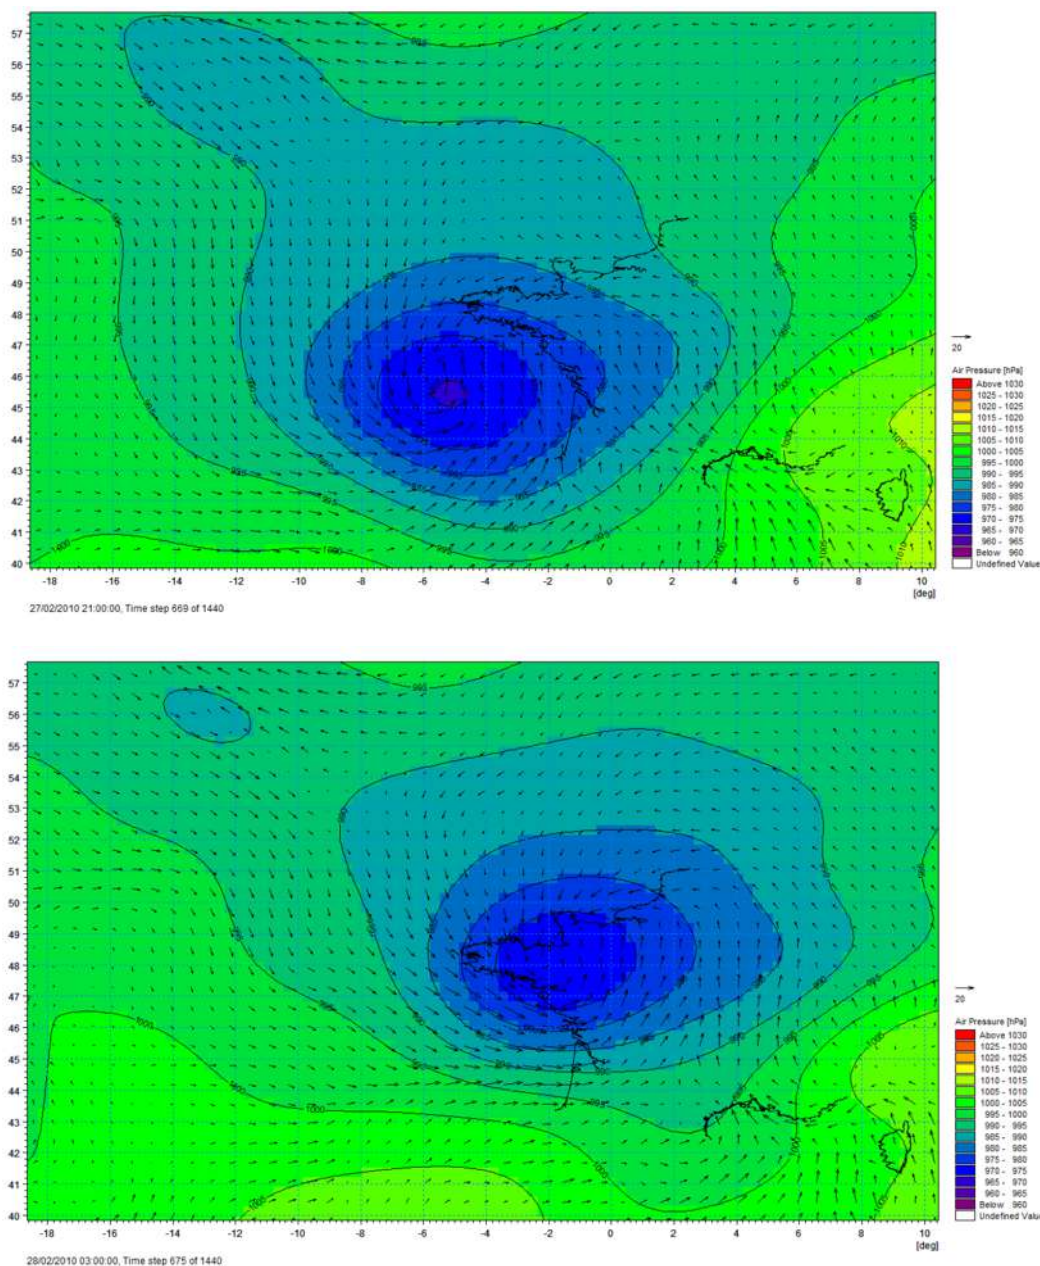 57
56
55
54
53
52
51
50
49
48
47
46
45
44
43
42
41
40
-18 -16 -14 -12 -10 -8 -6 -4 -2 0 2 4 6 8 10
[deg]
27/02/2010 21:00:00, Time step 669 of 1440
20
Air Pressure [hPa]
Above 1030
1025 - 1030
1020 - 1025
1015 - 1020
1010 - 1015
1005 - 1010
1000 - 1005
995 - 1000
990 - 995
985 - 990
980 - 985
975 - 980
970 - 975
965 - 970
960 - 965
Below 960
Undefined Value
57
56
55
54
53
52
51
50
49
48
47
46
45
44
43
42
41
40
-18 -16 -14 -12 -10 -8 -6 -4 -2 0 2 4 6 8 10
[deg]
28/02/2010 03:00:00, Time step 675 of 1440
20
Air Pressure [hPa]
Above 1030
1025 - 1030
1020 - 1025
1015 - 1020
1010 - 1015
1005 - 1010
1000 - 1005
995 - 1000
990 - 995
985 - 990
980 - 985
975 - 980
970 - 975
965 - 970
960 - 965
Below 960
Undefined Value